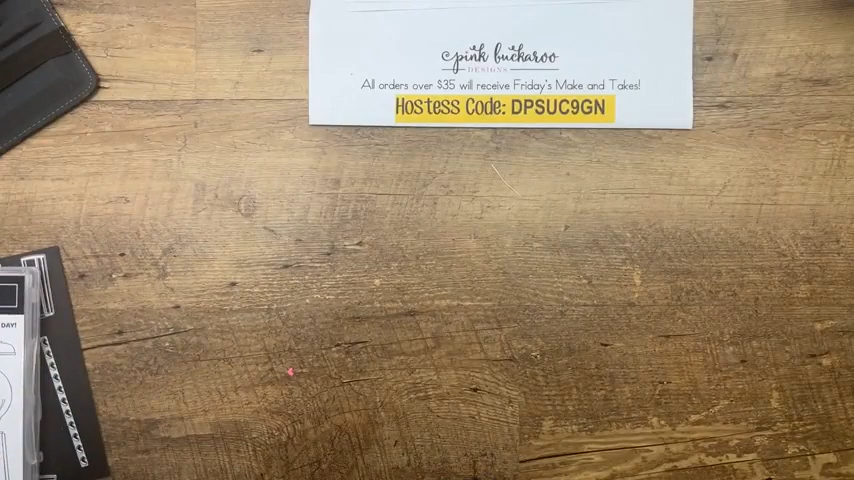 pink buckaroo
DESIGNS
All orders over $35 will receive Friday's Make and Takes!
Hostess Code: DPSUC9GN
DAY!